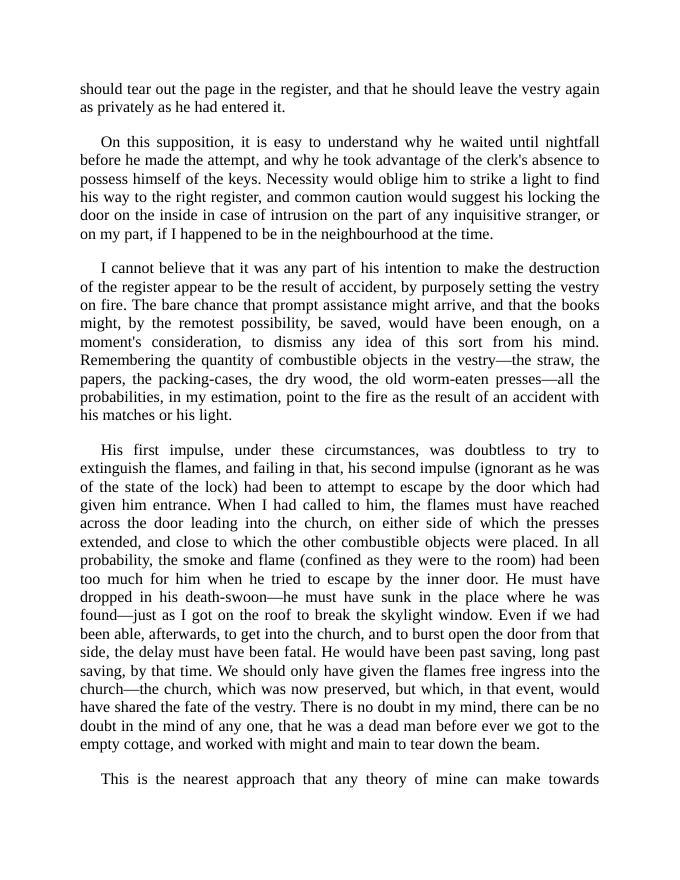 should tear out the page in the register, and that he should leave the vestry again
as privately as he had entered it.
On this supposition, it is easy to understand why he waited until nightfall
before he made the attempt, and why he took advantage of the clerk's absence to
possess himself of the keys. Necessity would oblige him to strike a light to find
his way to the right register, and common caution would suggest his locking the
door on the inside in case of intrusion on the part of any inquisitive stranger, or
on my part, if I happened to be in the neighbourhood at the time.
I cannot believe that it was any part of his intention to make the destruction
of the register appear to be the result of accident, by purposely setting the vestry
on fire. The bare chance that prompt assistance might arrive, and that the books
might, by the remotest possibility, be saved, would have been enough, on a
moment's consideration, to dismiss any idea of this sort from his mind.
Remembering the quantity of combustible objects in the vestry—the straw, the
papers, the packing-cases, the dry wood, the old worm-eaten presses—all the
probabilities, in my estimation, point to the fire as the result of an accident with
his matches or his light.
His first impulse, under these circumstances, was doubtless to try to
extinguish the flames, and failing in that, his second impulse (ignorant as he was
of the state of the lock) had been to attempt to escape by the door which had
given him entrance. When I had called to him, the flames must have reached
across the door leading into the church, on either side of which the presses
extended, and close to which the other combustible objects were placed. In all
probability, the smoke and flame (confined as they were to the room) had been
too much for him when he tried to escape by the inner door. He must have
dropped in his death-swoon—he must have sunk in the place where he was
found—just as I got on the roof to break the skylight window. Even if we had
been able, afterwards, to get into the church, and to burst open the door from that
side, the delay must have been fatal. He would have been past saving, long past
saving, by that time. We should only have given the flames free ingress into the
church—the church, which was now preserved, but which, in that event, would
have shared the fate of the vestry. There is no doubt in my mind, there can be no
doubt in the mind of any one, that he was a dead man before ever we got to the
empty cottage, and worked with might and main to tear down the beam.
This is the nearest approach that any theory of mine can make towards